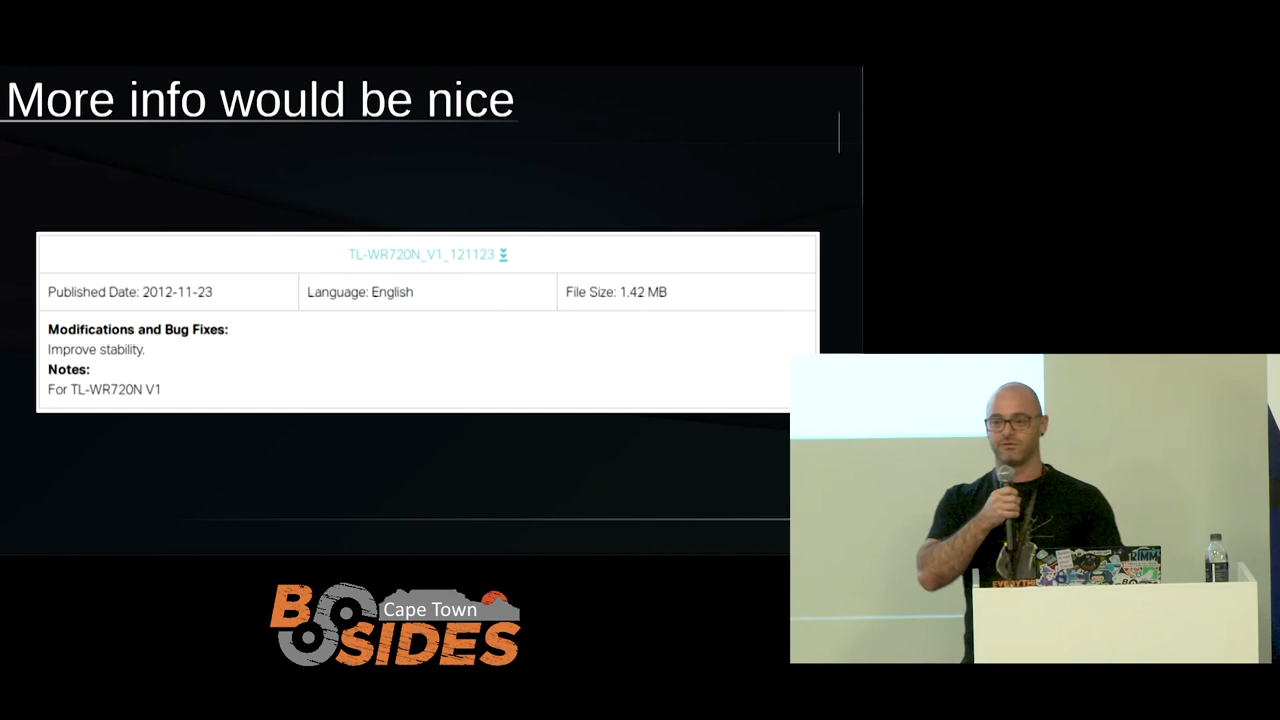 More info would be nice
TL-WR720N_V1_121123
Published Date: 2012-11-23
Language: English
File Size: 1.42 MB
Modifications and Bug Fixes:
Improve stability.
Notes:
For TL-WR720N V1
BSIDES
Cape Town